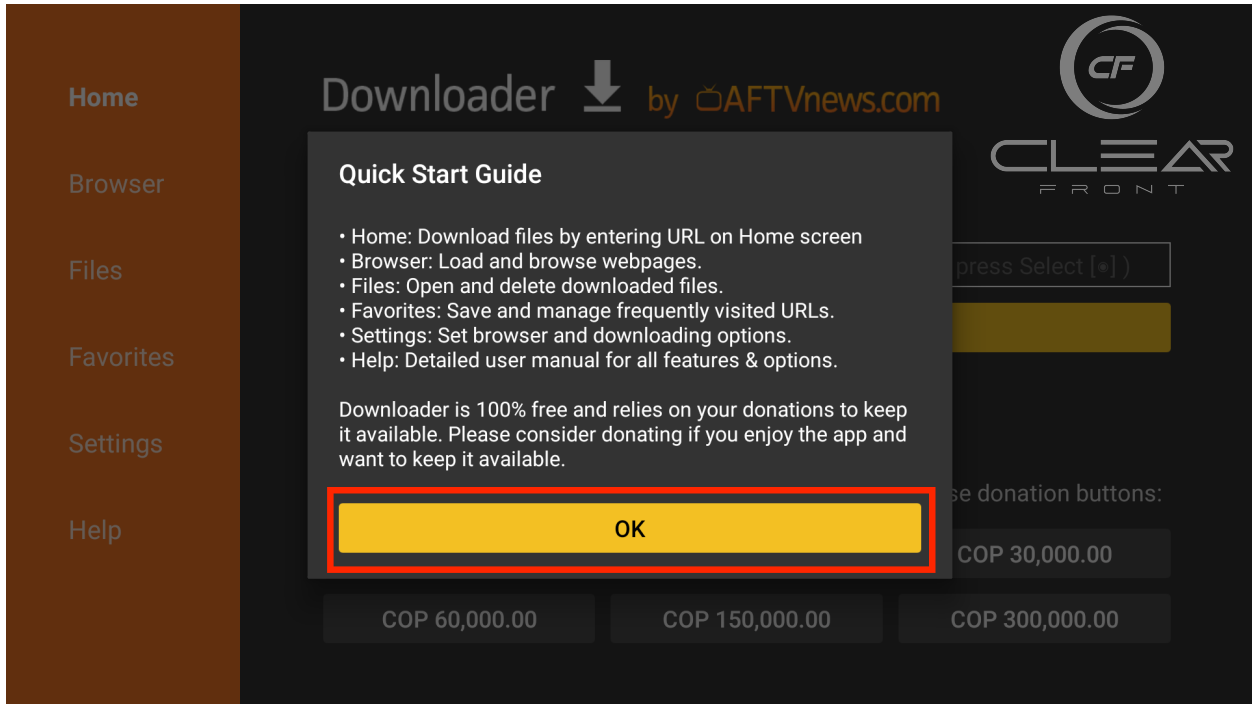 Home
Browser
Files
Favorites
Settings
Help
Downloader by AFTVnews.com
CF
CLEAR
FRONT
Quick Start Guide
• Home: Download files by entering URL on Home screen
• Browser: Load and browse webpages.
• Files: Open and delete downloaded files.
• Favorites: Save and manage frequently visited URLs.
• Settings: Set browser and downloading options.
• Help: Detailed user manual for all features & options.
Downloader is 100% free and relies on your donations to keep
it available. Please consider donating if you enjoy the app and
want to keep it available.
OK
press Select [◉] )
donation buttons:
COP 30,000.00
COP 60,000.00
COP 150,000.00
COP 300,000.00